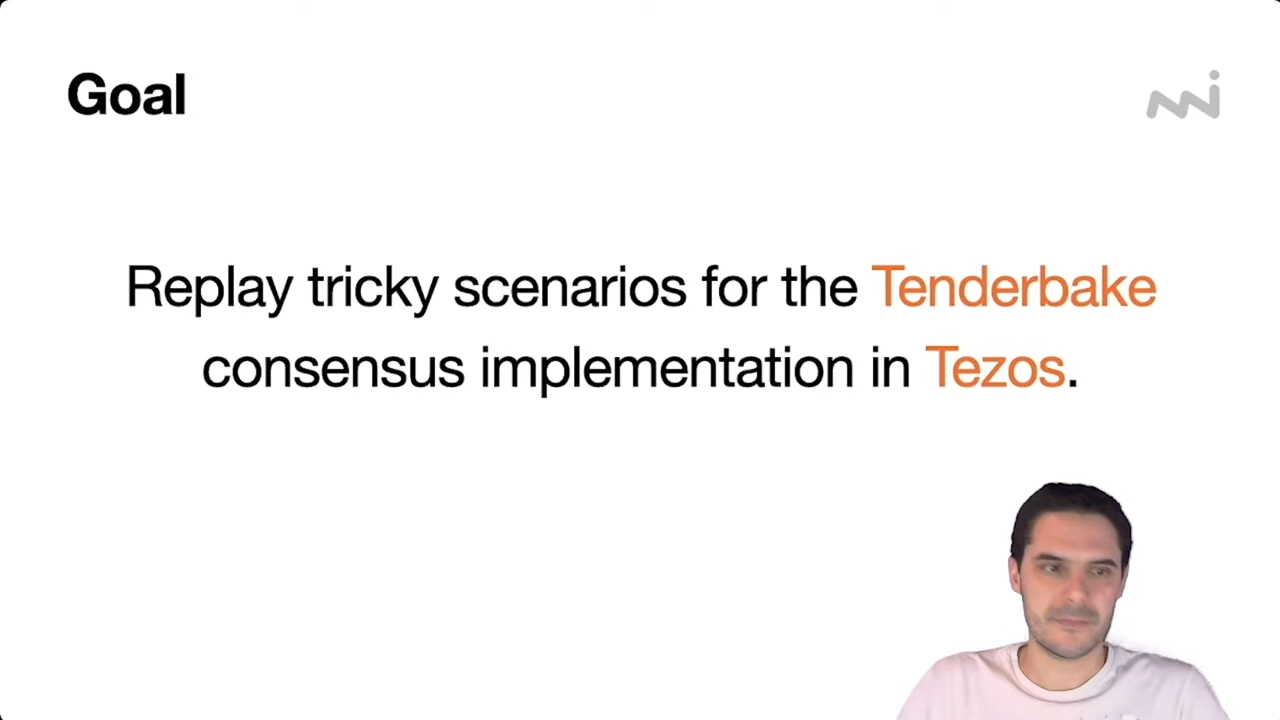 Goal
Replay tricky scenarios for the Tenderbake
consensus implementation in Tezos.